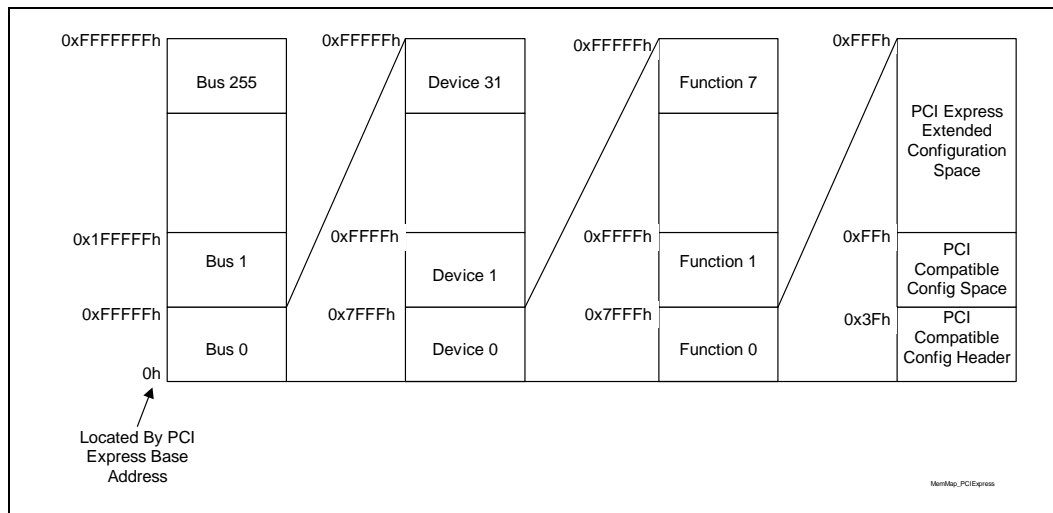 0xFFFFFFFh
Bus 255
0x1FFFFFh
Bus 1
0xFFFFFh
Bus 0
0h
Located By PCI
Express Base
Address
0xFFFFFh
Device 31
0xFFFFh
Device 1
0x7FFFh
Device 0
0xFFFFFh
Function 7
0xFFFFh
Function 1
0x7FFFh
Function 0
0xFFFh
PCI Express
Extended
Configuration
Space
0xFFh
PCI
Compatible
Config Space
0x3Fh
PCI
Compatible
Config Header
MemMap_PCIExpress